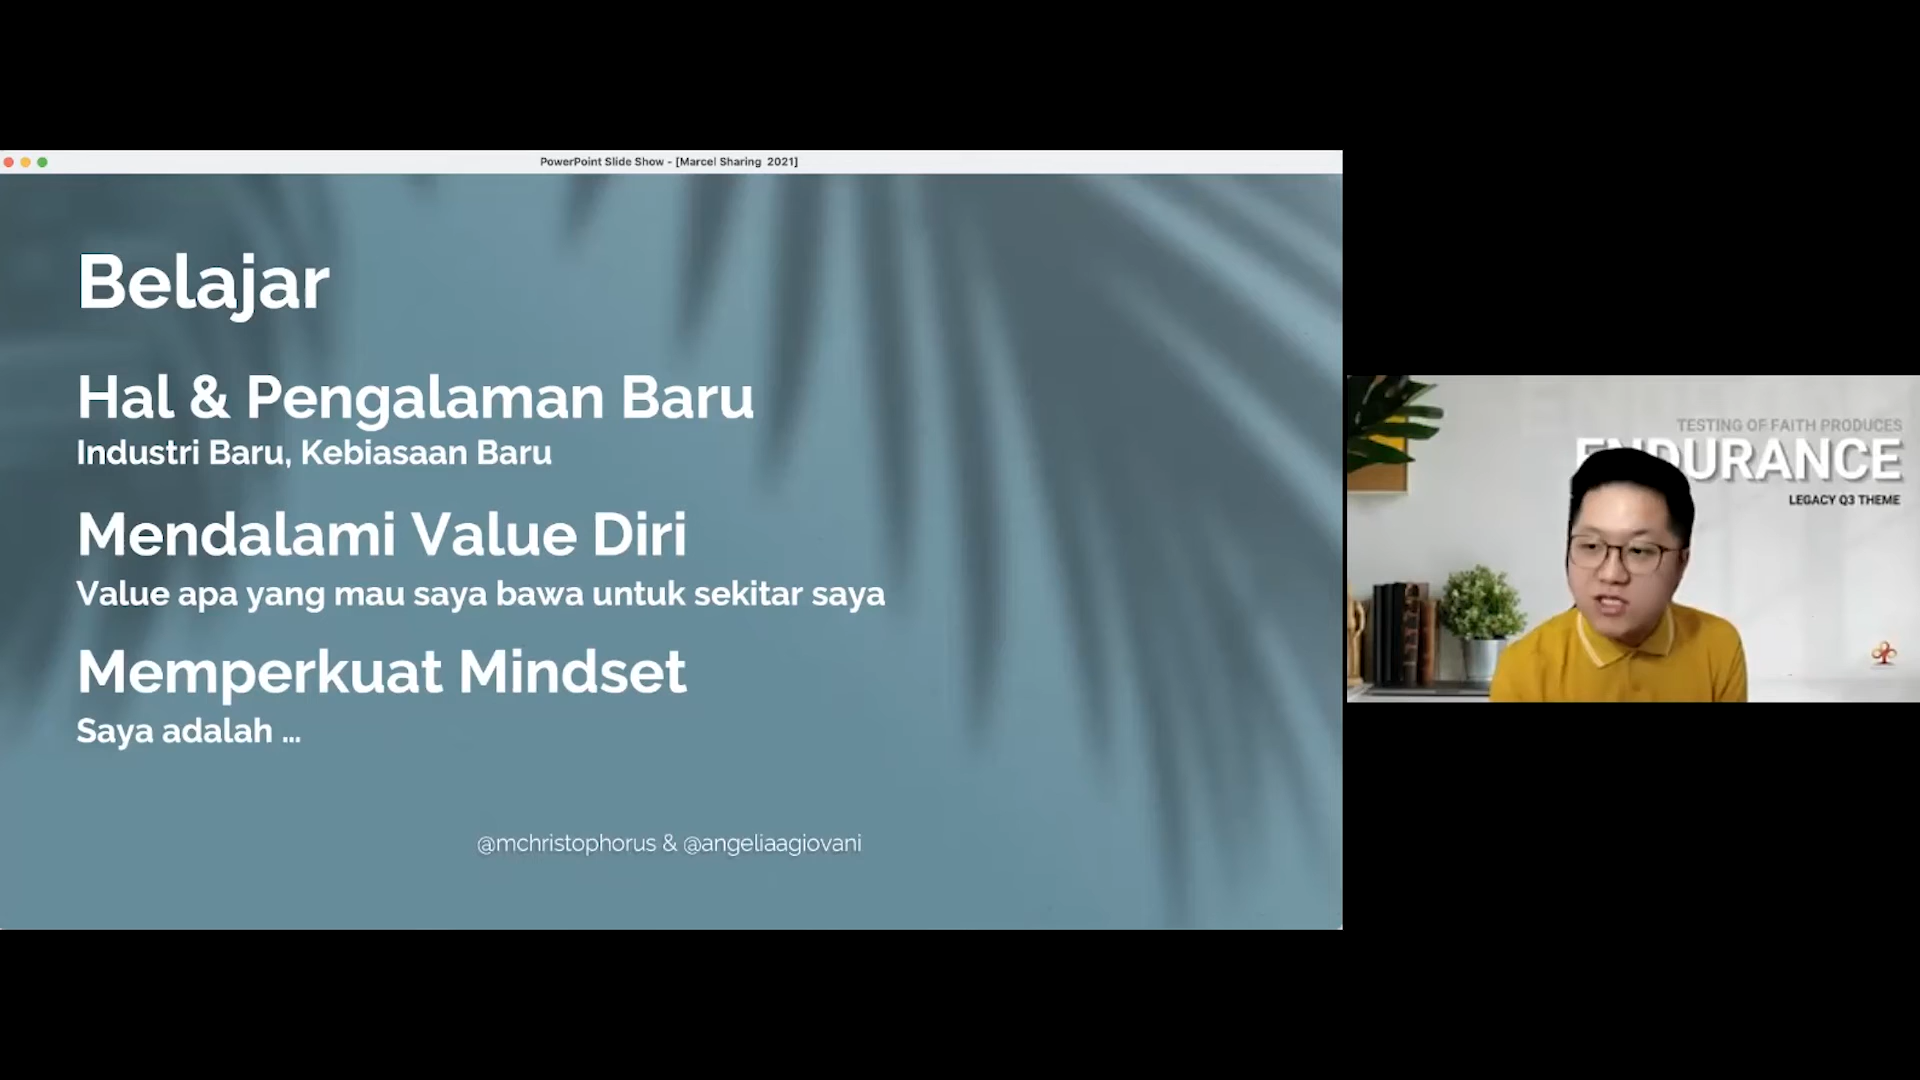 PowerPoint Slide Show - [Marcel Sharing 2021]
Belajar
Hal & Pengalaman Baru
Industri Baru, Kebiasaan Baru
Mendalami Value Diri
Value apa yang mau saya bawa untuk sekitar saya
Memperkuat Mindset
Saya adalah ...
@mchristophorus & @angeliaagiovani
TESTING OF FAITH PRODUCES
ENDURANCE
LEGACY Q3 THEME